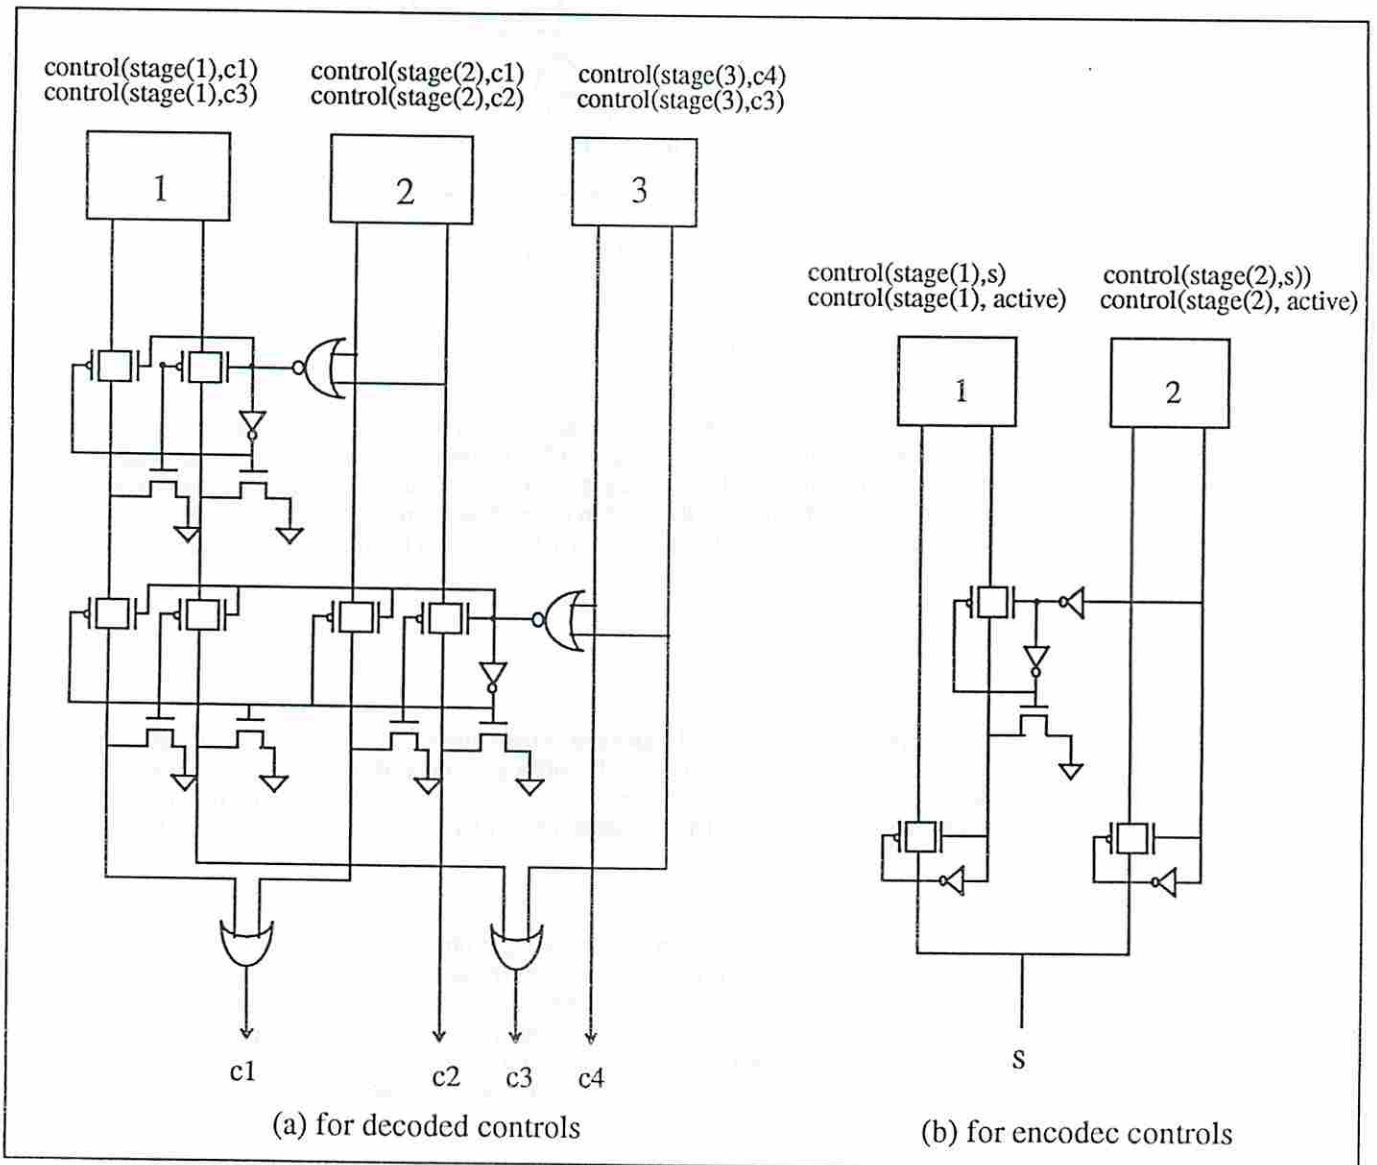 control(stage(1),c1)
control(stage(1),c3)
control(stage(2),c1)
control(stage(2),c2)
control(stage(3),c4)
control(stage(3),c3)
1
2
3
control(stage(1),s)
control(stage(1), active)
control(stage(2),s))
control(stage(2), active)
1
2
c1
c2
c3
c4
s
(a) for decoded controls
(b) for encodec controls